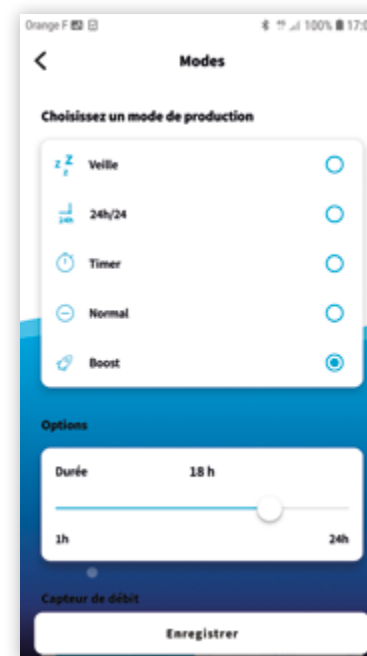 Orange F
100% 17:0
Modes
Choisissez un mode de production
z Z z Veille
24h 24h/24
Timer
Normal
Boost
Options
Durée 18 h
1h 24h
Capteur de débit
Enregistrer